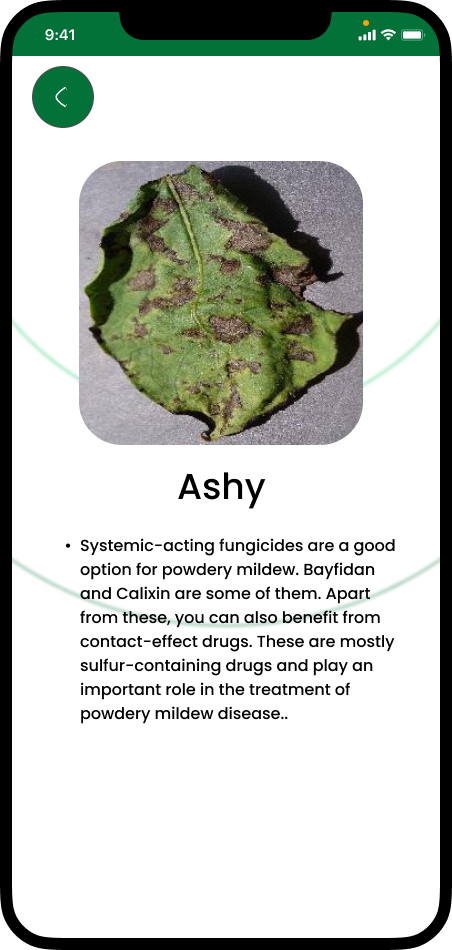 9:41
Ashy
• Systemic-acting fungicides are a good
option for powdery mildew. Bayfidan
and Calixin are some of them. Apart
from these, you can also benefit from
contact-effect drugs. These are mostly
sulfur-containing drugs and play an
important role in the treatment of
powdery mildew disease..